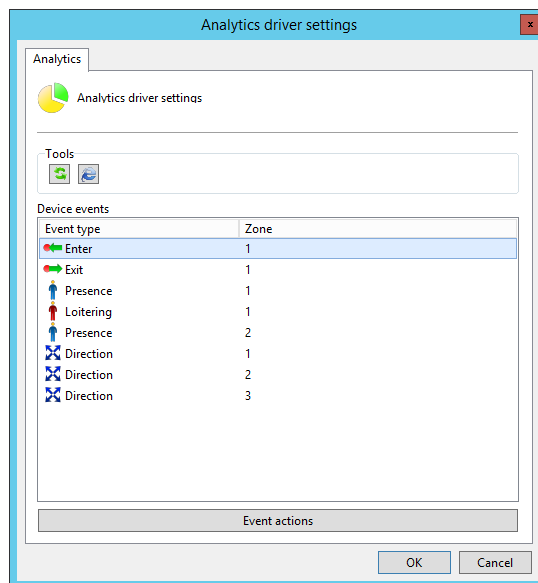 Analytics driver settings
x
Analytics
Analytics driver settings
Tools
Device events
Event type Zone
Enter 1
Exit 1
Presence 1
Loitering 1
Presence 2
Direction 1
Direction 2
Direction 3
Event actions
OK Cancel